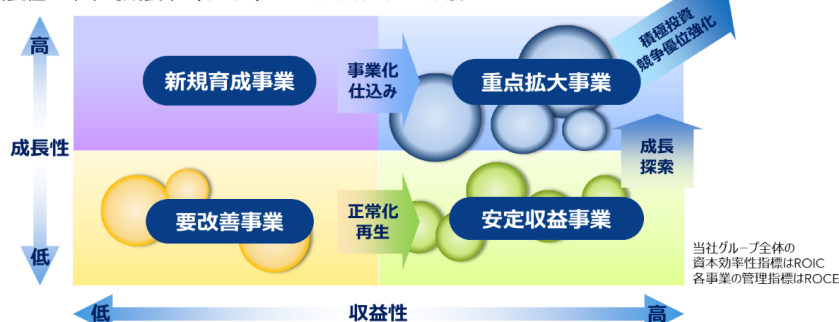 高
新規育成事業
事業化
仕込み
重点拡大事業
積極投資
競争優位強化
成長性
成長
探索
要改善事業
正常化
再生
安定収益事業
低
当社グループ全体の
資本効率性指標はROIC
各事業の管理指標はROCE
低
収益性
高